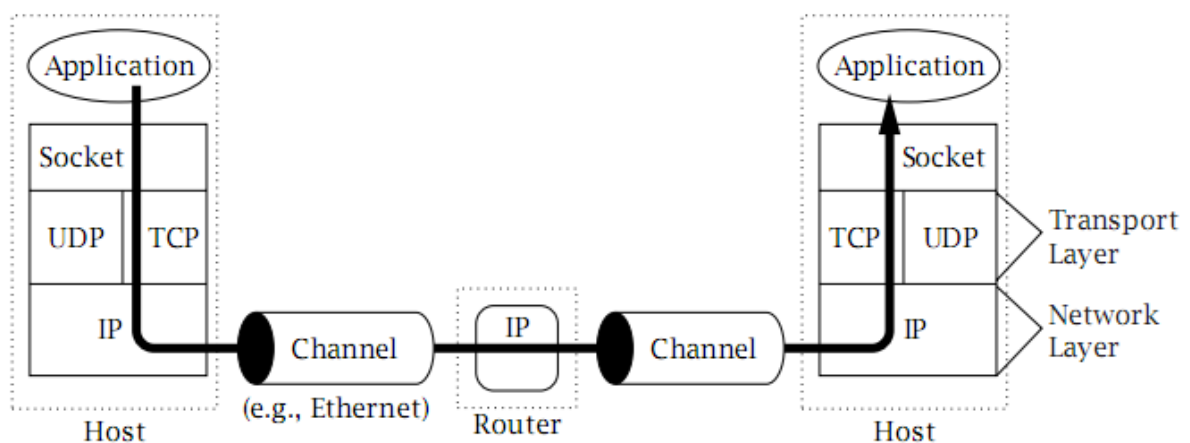 Application
Application
Socket
Socket
UDP
TCP
TCP
UDP
Transport
Layer
IP
Channel
(e.g., Ethernet)
IP
Channel
IP
Network
Layer
Host
Router
Host